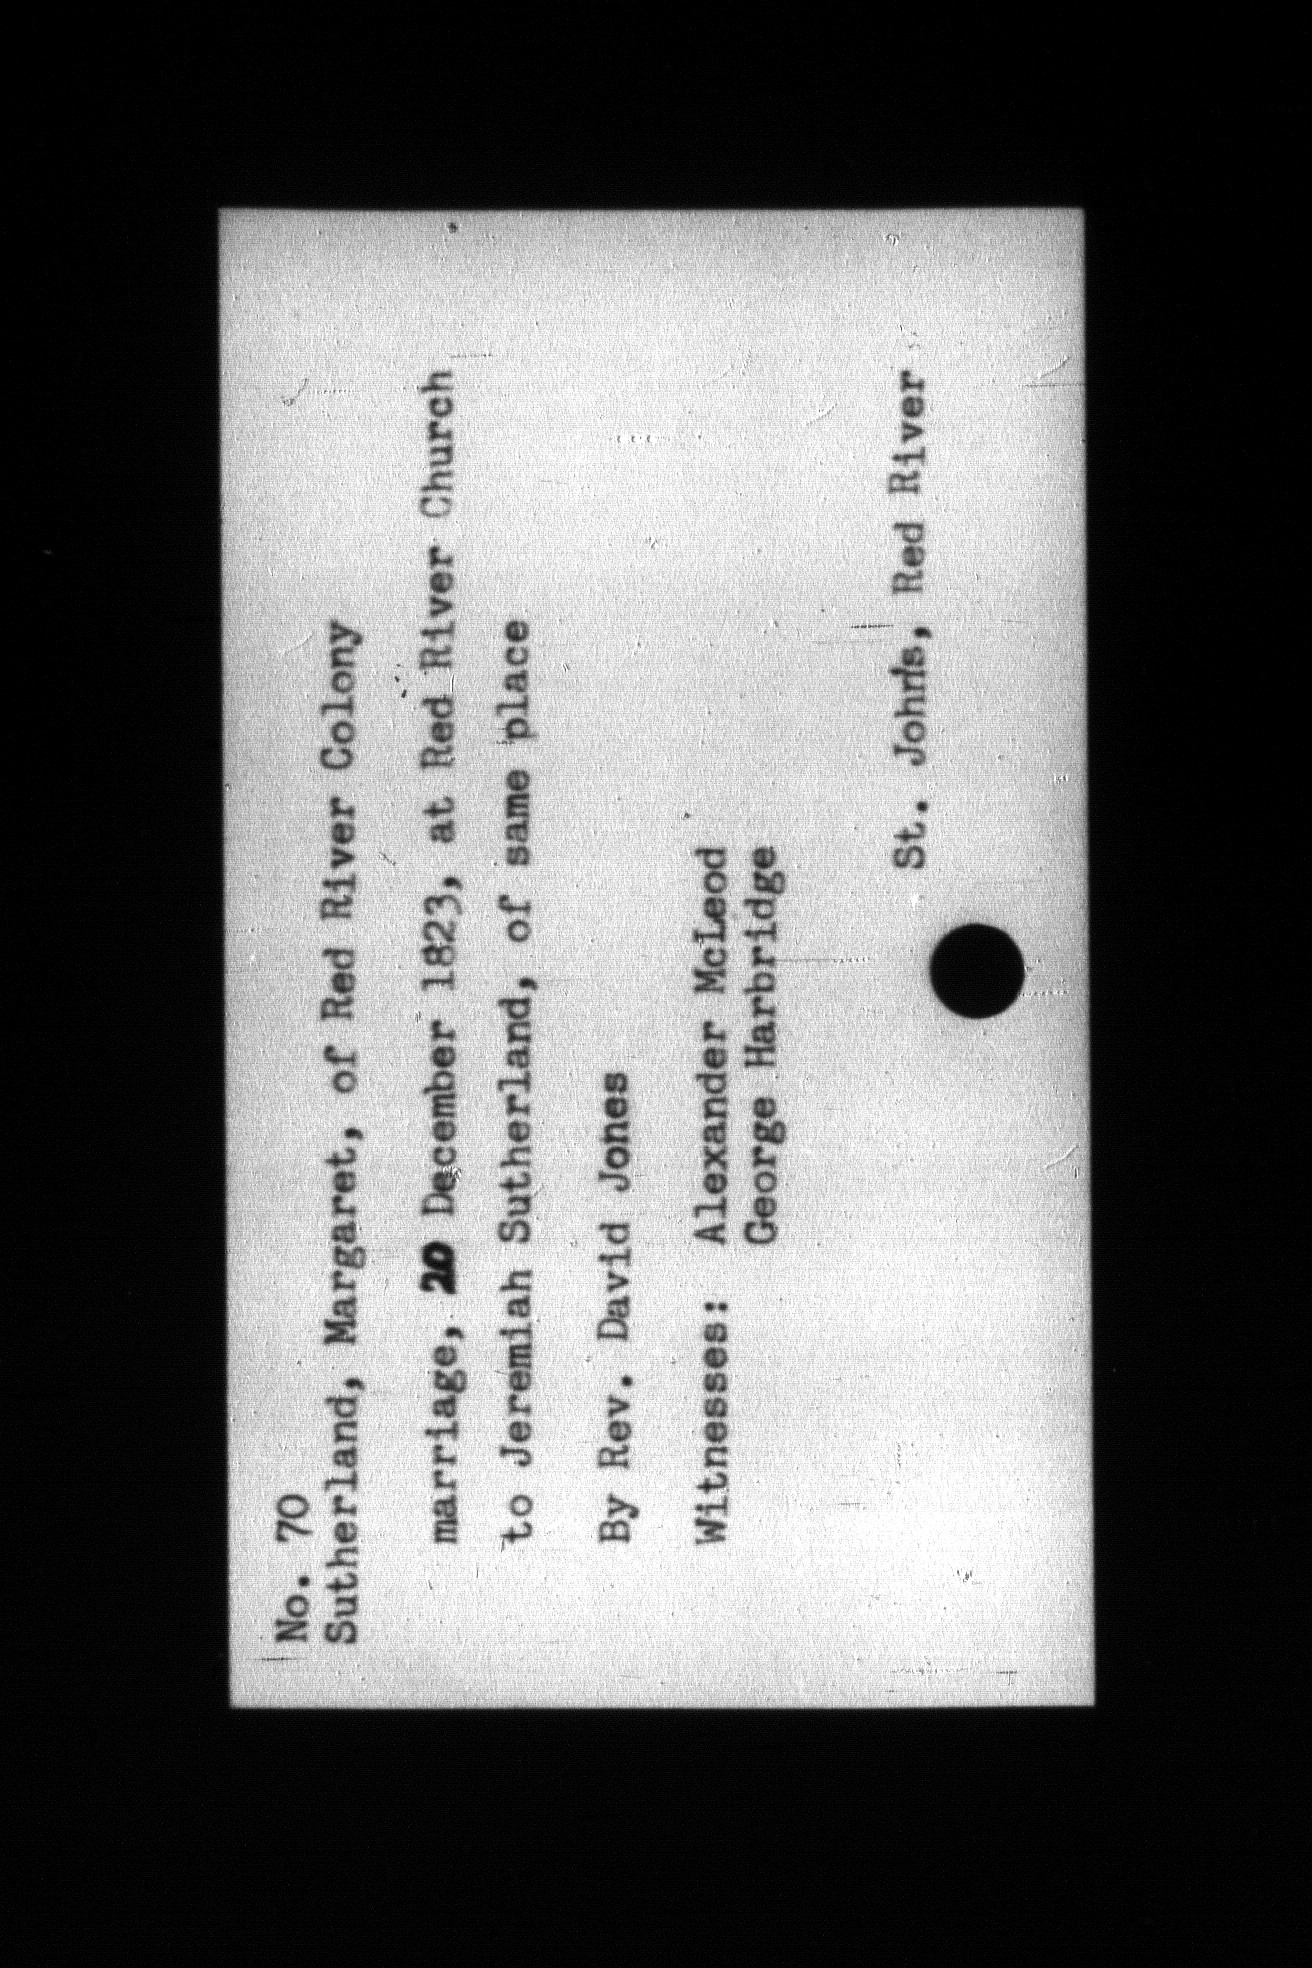 No. 70
Sutherland, Margaret, of Red River Colony
marriage, 20 December 1823, at Red River Church
to Jeremiah Sutherland, of same place
By Rev. David Jones
Witnesses: Alexander McLeod
George Harbridge
St. John's, Red River